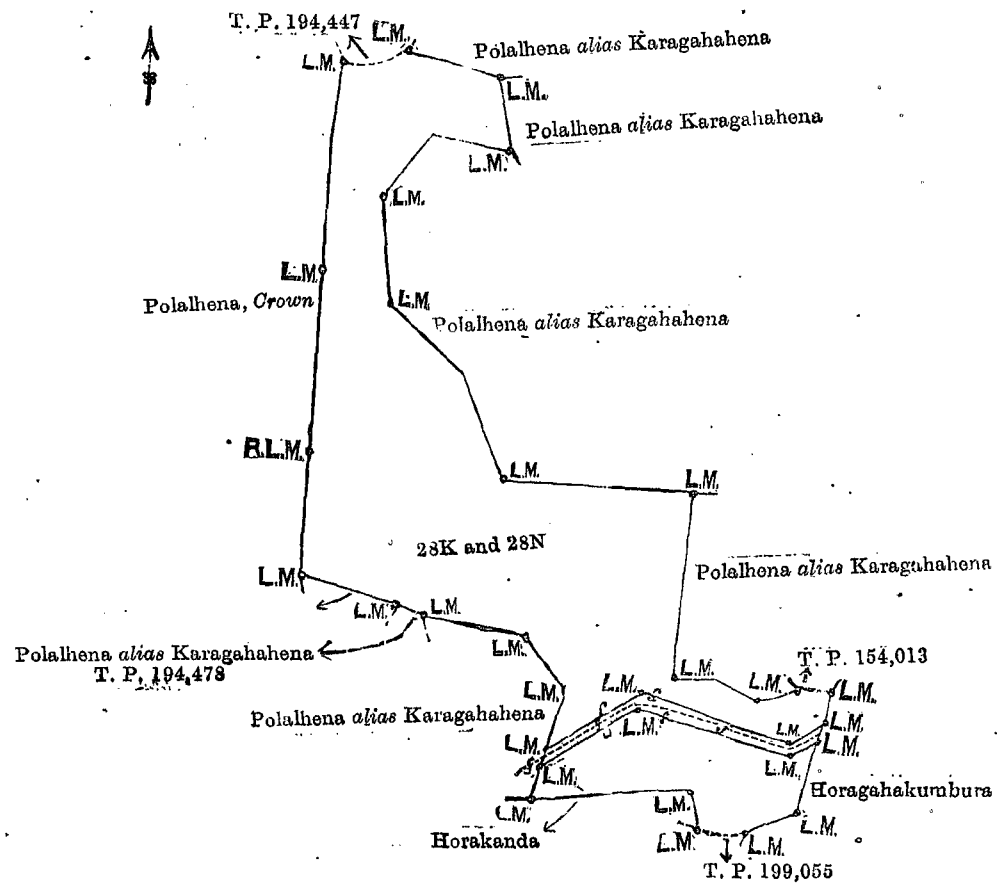 T. P. 194,447
L.M.
L.M.
Polalhena alias Karagahahena
L.M.
Polalhena alias Karagahahena
L.M.
L.M.
L.M.
Polalhena, Crown
L.M.
Polalhena alias Karagahahena
R.L.M.
L.M.
L.M.
28K and 28N
Polalhena alias Karagahahena
L.M.
L.M.
L.M.
L.M.
Polalhena alias Karagahahena
T. P. 194,478
L.M.
T. P. 154,013
L.M.
L.M.
L.M.
L.M.
Polalhena alias Karagahahena
L.M.
L.M.
L.M.
L.M.
L.M.
L.M.
L.M.
L.M.
Horagahakumbura
L.M.
L.M.
L.M.
Horakanda
L.M.
L.M.
T. P. 199,055